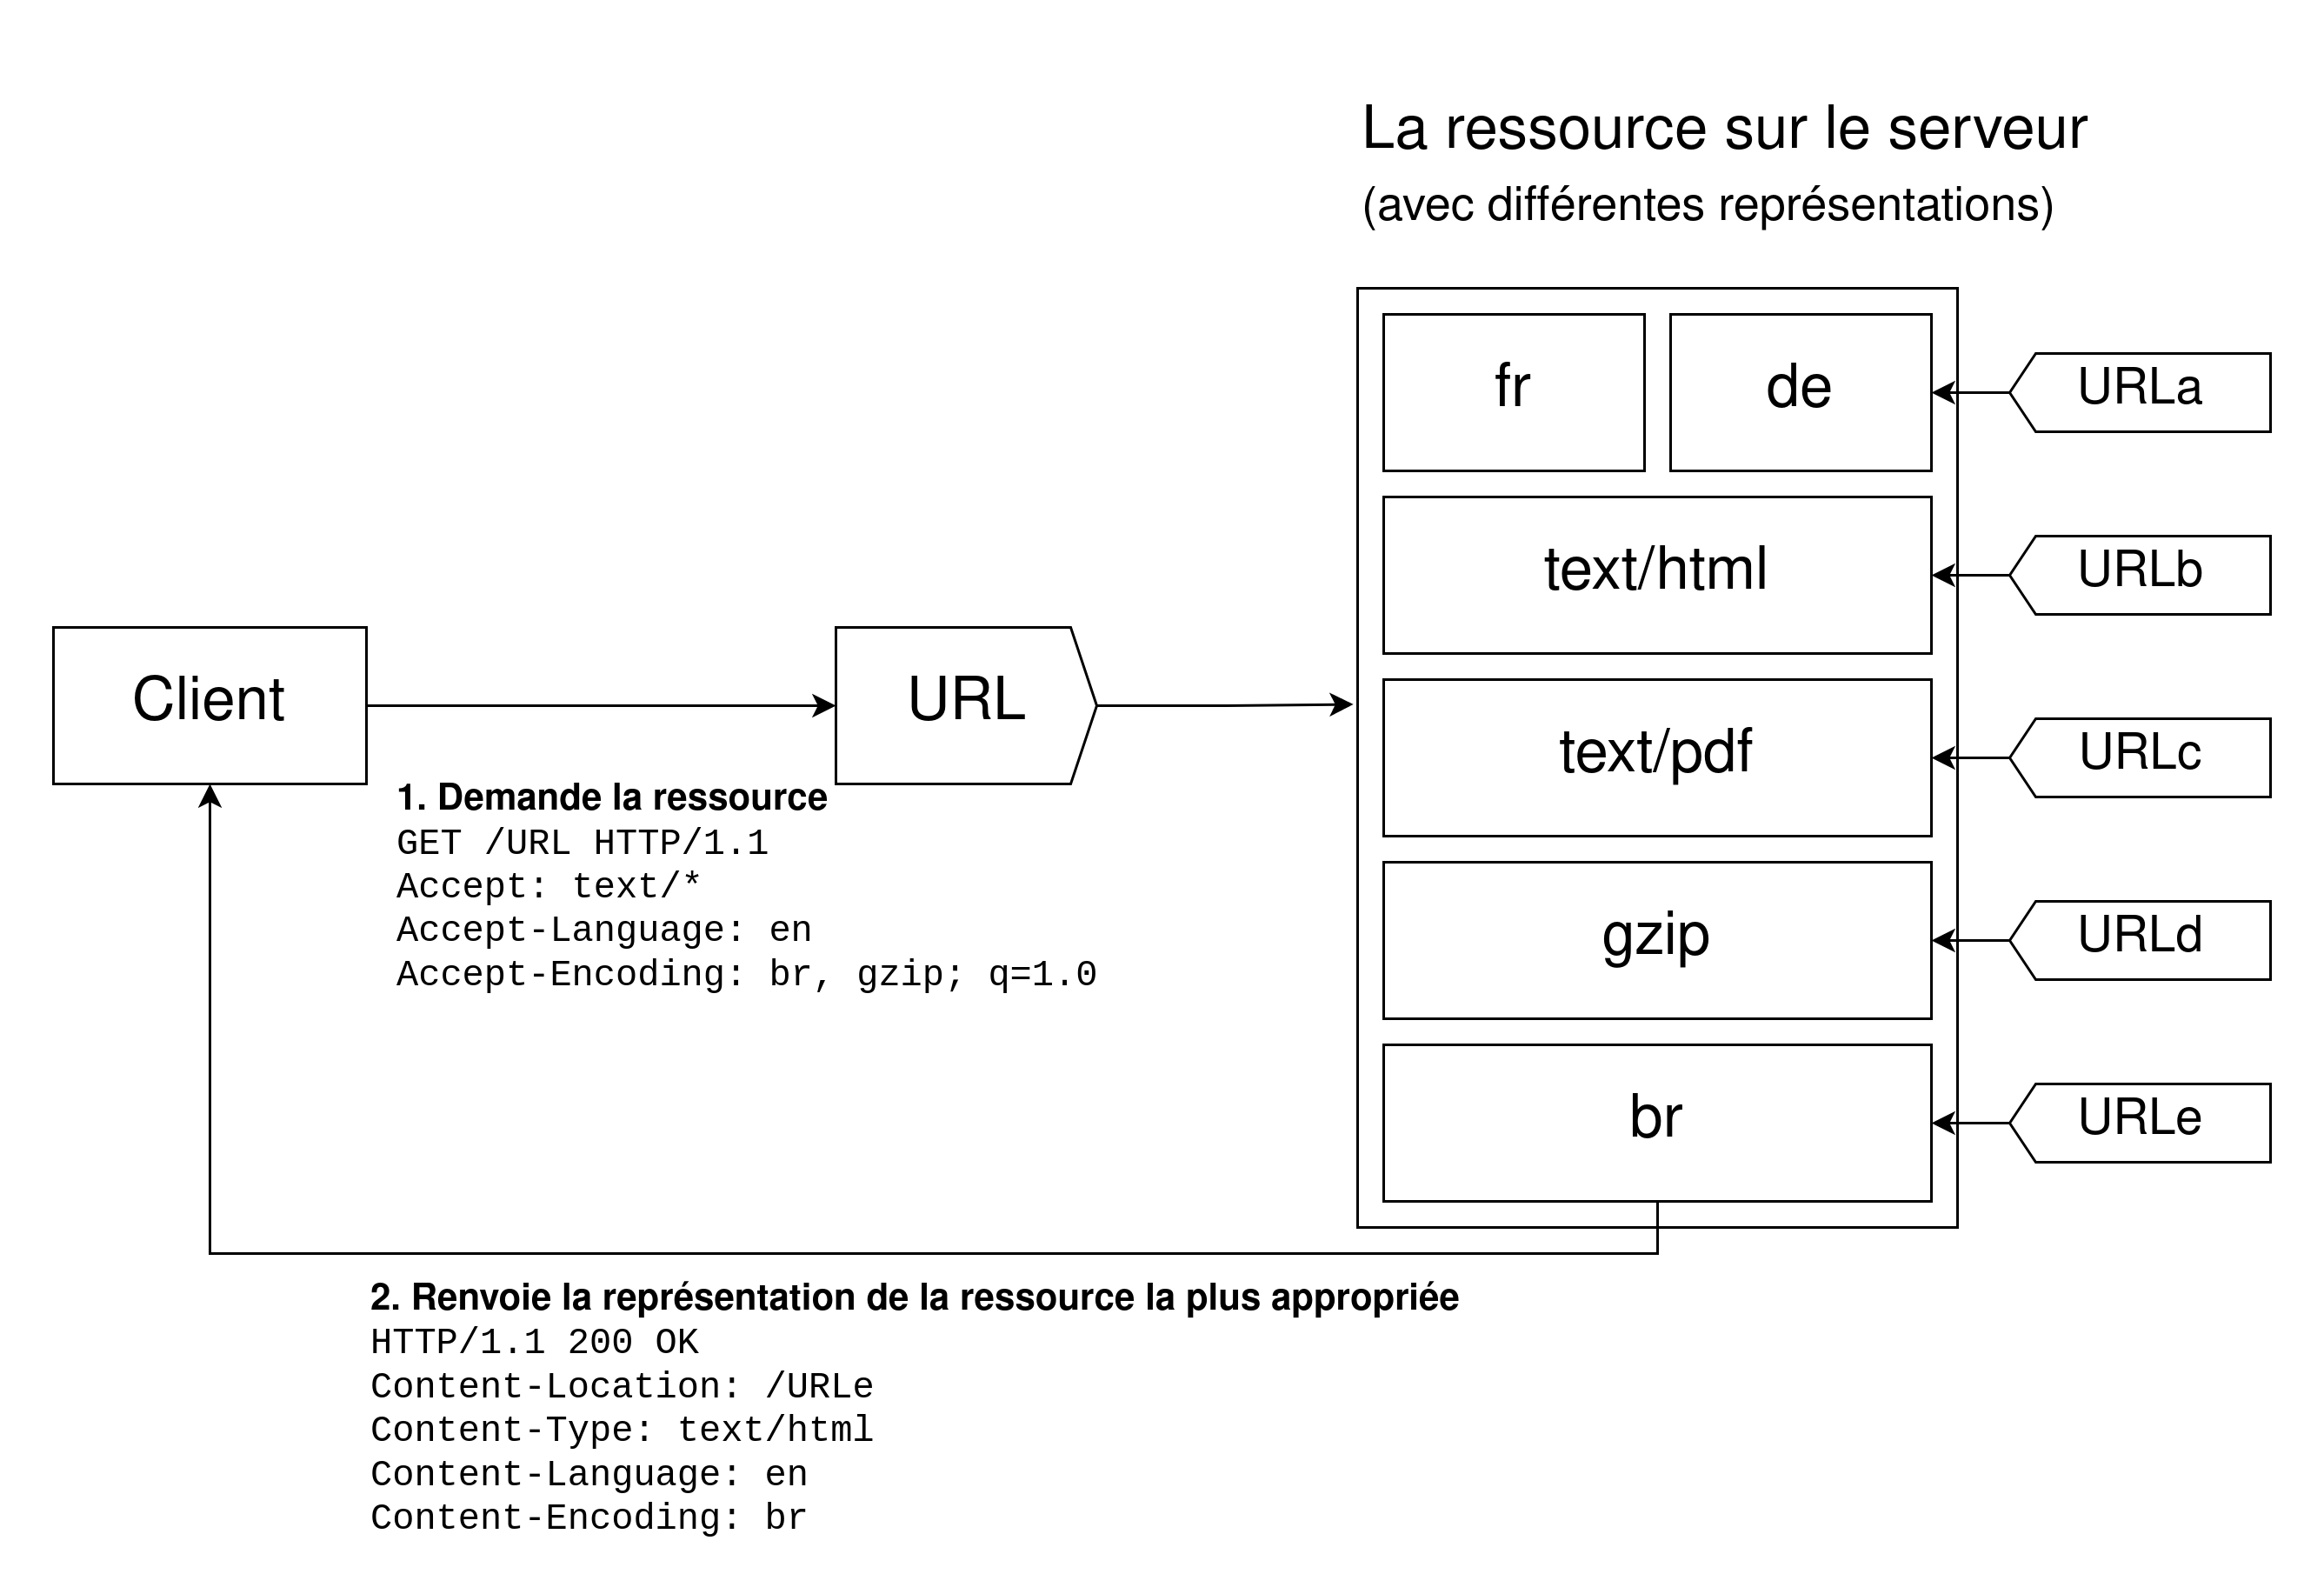 La ressource sur le serveur
(avec différentes représentations)
fr
de
URLa
text/html
URLb
Client
URL
text/pdf
URLc
1. Demande la ressource
GET /URL HTTP/1.1
Accept: text/*
Accept-Language: en
Accept-Encoding: br, gzip; q=1.0
gzip
URLd
br
URLe
2. Renvoie la représentation de la ressource la plus appropriée
HTTP/1.1 200 OK
Content-Location: /URLe
Content-Type: text/html
Content-Language: en
Content-Encoding: br